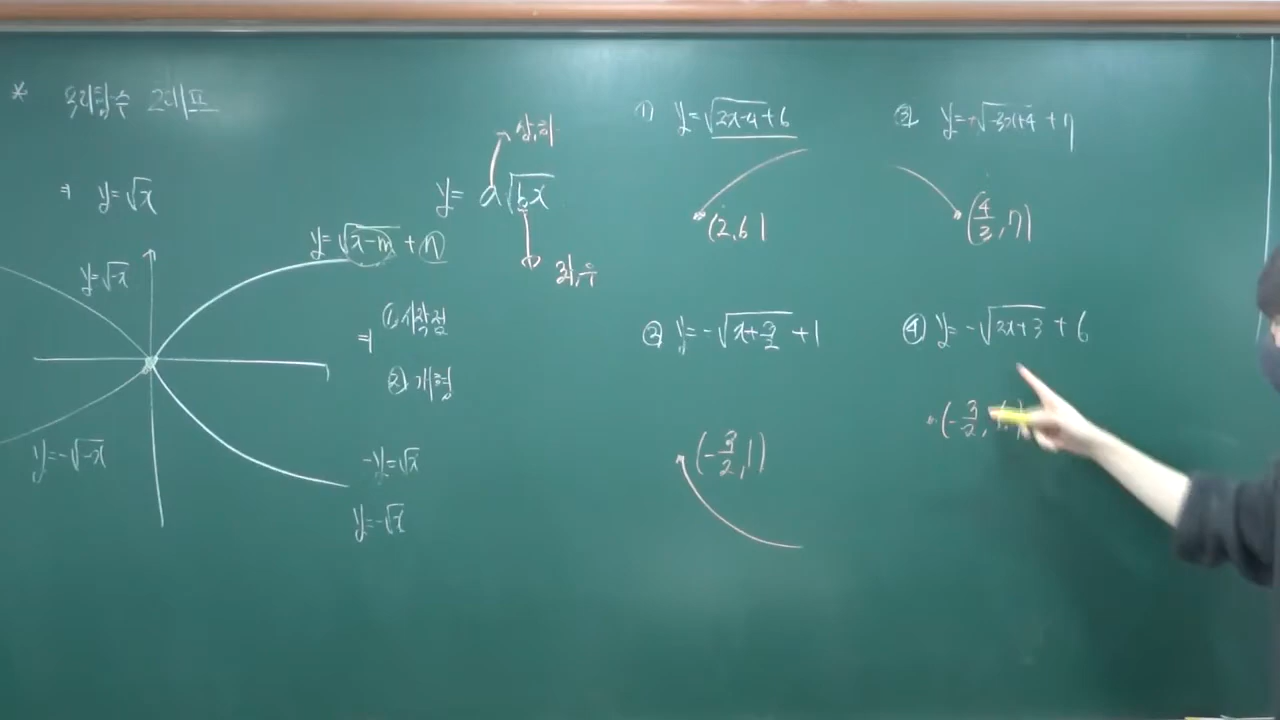 * 무리함수 그래프
⇒ y=√x
y=√-x
y=√x-m + n
⇒ ① 시작점
② 개형
y=-√-x
-y=√x
y=-√x
y= a√bx
상,하
좌,우
1) y=√2x-4+6
(2,6)
② y=-√x+3/2 +1
(-3/2,1)
③ y=√-3x+4 +7
(4/3,7)
④ y=-√2x+3 +6
(-3/2,